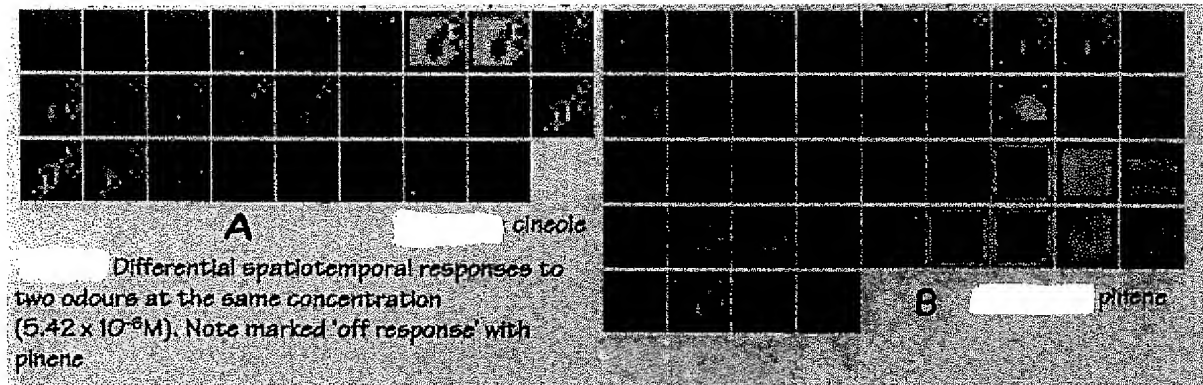 A
cineole
Differential spatiotemporal responses to
two odours at the same concentration
(5.42 x 10⁻⁶M). Note marked 'off response' with
pinene
B
pinene